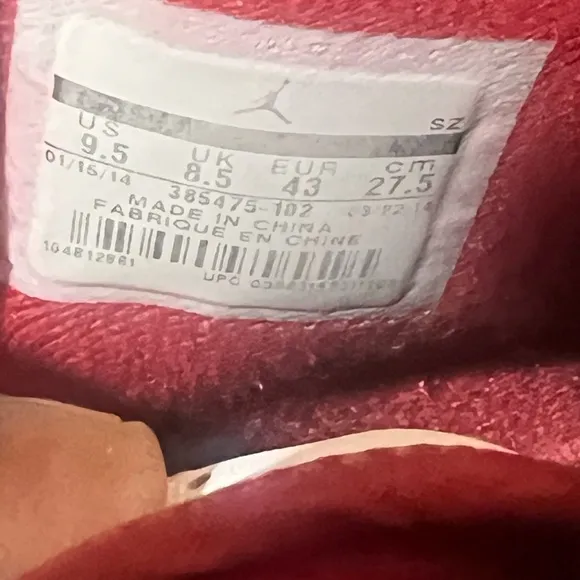 SZ
US UK EUR cm
9.5 8.5 43 27.5
01/15/14 385475-102
MADE IN CHINA
FABRIQUE EN CHINE
UPC